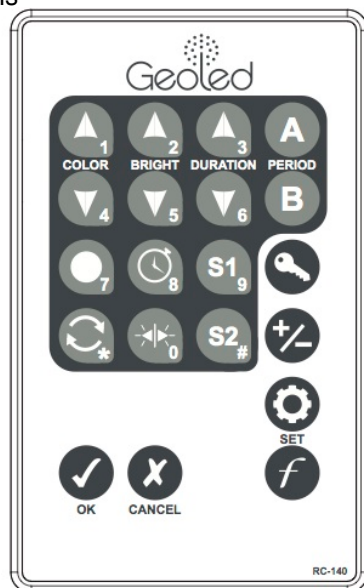 Geoled
1 2 3 A
COLOR BRIGHT DURATION PERIOD
4 5 6 B
7 8 S1 9
* 0 S2 #
+/-
SET
f
OK CANCEL
RC-140